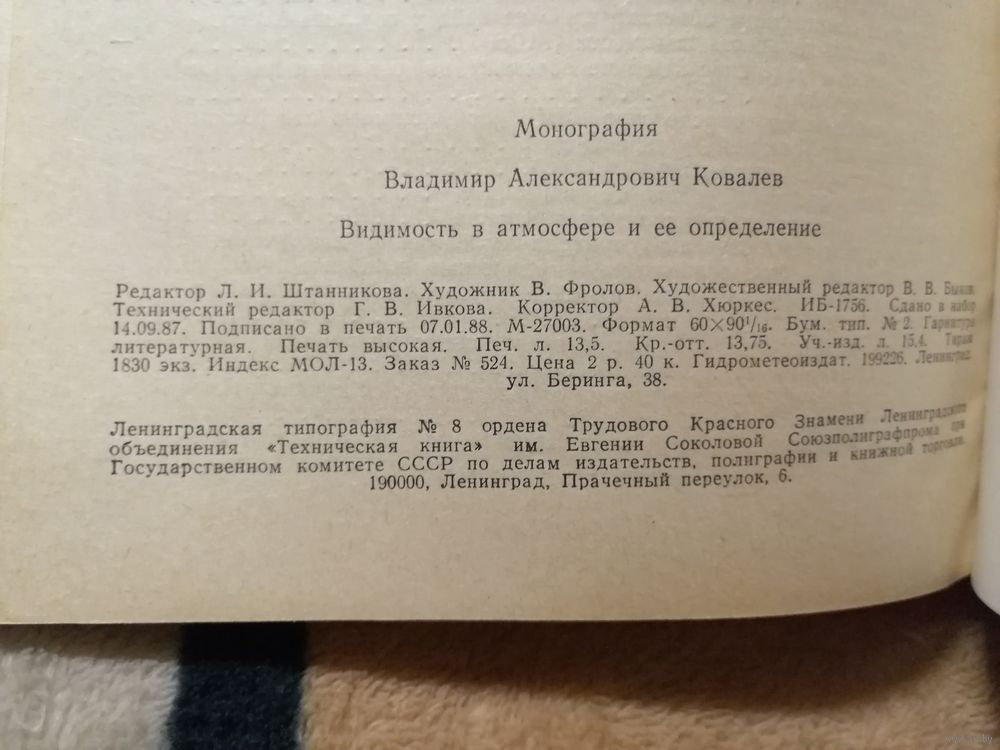 Монография
Владимир Александрович Ковалев
Видимость в атмосфере и ее определение
Редактор Л. И. Штанникова. Художник В. Фролов. Художественный редактор В. В.
Технический редактор Г. В. Ивкова. Корректор А. В. Хюркес. ИБ-1756. Сдано в набор
14.09.87. Подписано в печать 07.01.88. М-27003. Формат 60×90¹/₁₆. Бум. тип. № 2. Гарнитура
литературная. Печать высокая. Печ. л. 13,5. Кр.-отт. 13,75. Уч.-изд. л. 15,4. Тираж
1830 экз. Индекс МОЛ-13. Заказ № 524. Цена 2 р. 40 к. Гидрометеоиздат. 199226. Ленинград.
ул. Беринга, 38.
Ленинградская типография № 8 ордена Трудового Красного Знамени Ленинградского
объединения «Техническая книга» им. Евгении Соколовой Союзполиграфпрома при
Государственном комитете СССР по делам издательств, полиграфии и книжной торговли.
190000, Ленинград, Прачечный переулок, 6.